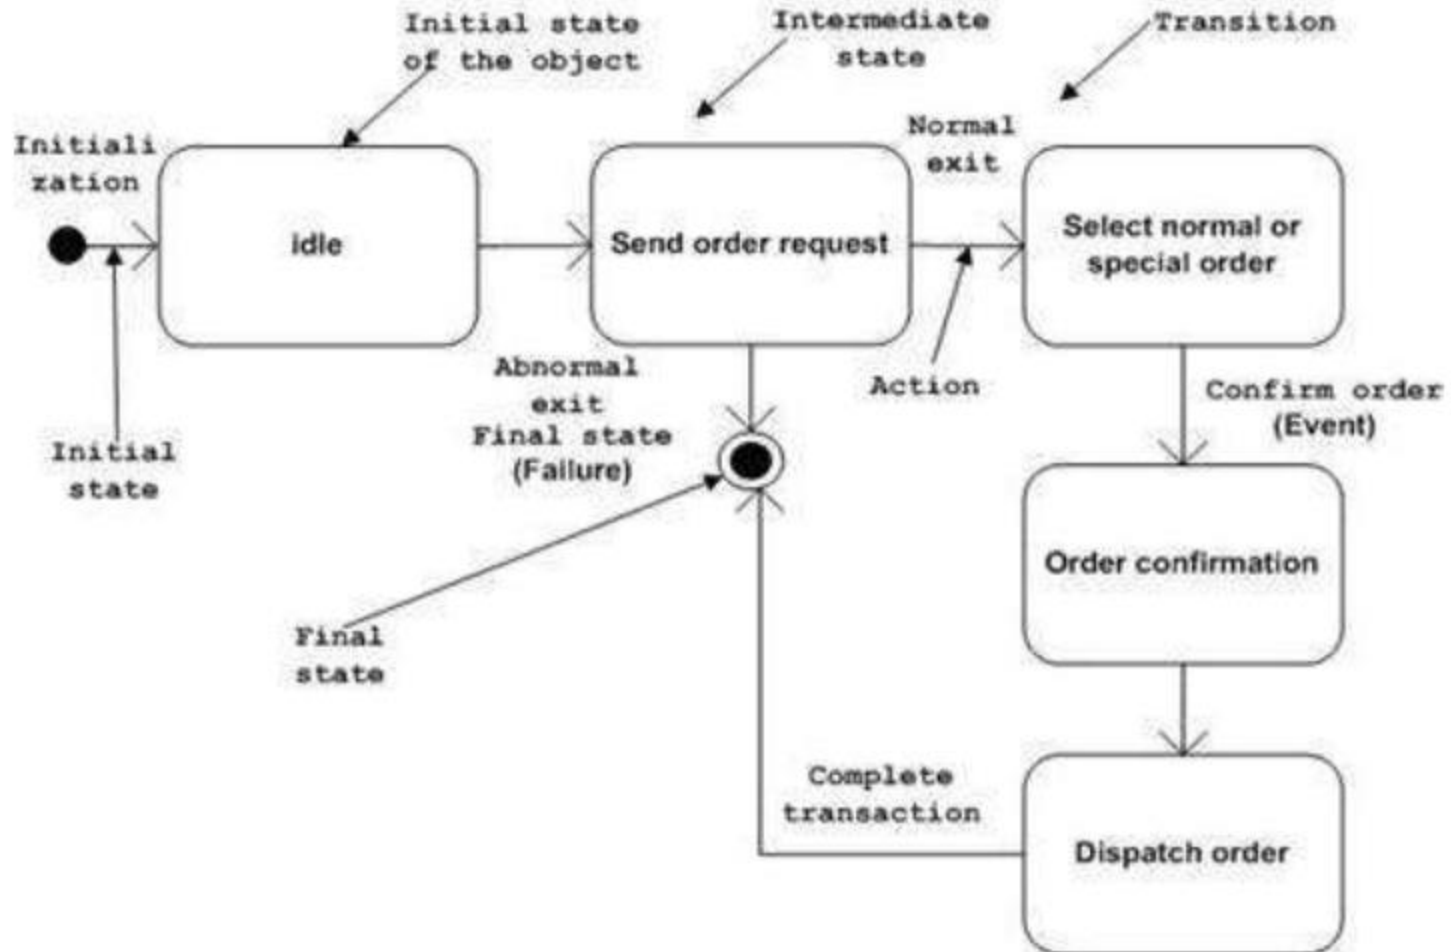 Initial state
of the object
Intermediate
state
Transition
Initiali
zation
Normal
exit
idle
Send order request
Select normal or
special order
Abnormal
exit
Final state
(Failure)
Action
Confirm order
(Event)
Initial
state
Order confirmation
Final
state
Complete
transaction
Dispatch order